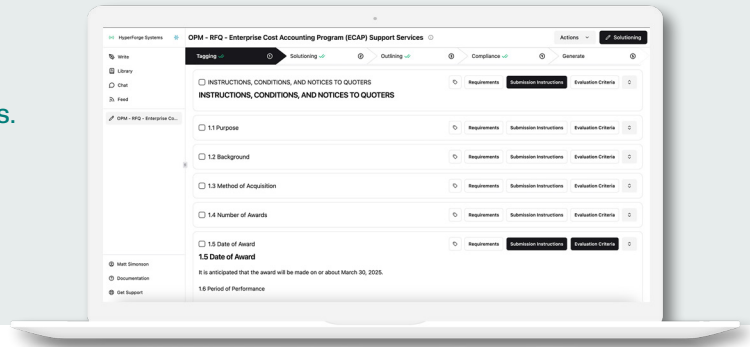 s.
HyperForge Systems
OPM - RFQ - Enterprise Cost Accounting Program (ECAP) Support Services
Actions
Solutioning
Write
Library
Chat
Feed
OPM - RFQ - Enterprise Co...
Tagging
Solutioning
Outlining
Compliance
Generate
INSTRUCTIONS, CONDITIONS, AND NOTICES TO QUOTERS
Requirements Submission Instructions Evaluation Criteria
INSTRUCTIONS, CONDITIONS, AND NOTICES TO QUOTERS
1.1 Purpose
Requirements Submission Instructions Evaluation Criteria
1.2 Background
Requirements Submission Instructions Evaluation Criteria
1.3 Method of Acquisition
Requirements Submission Instructions Evaluation Criteria
1.4 Number of Awards
Requirements Submission Instructions Evaluation Criteria
1.5 Date of Award
Requirements Submission Instructions Evaluation Criteria
1.5 Date of Award
It is anticipated that the award will be made on or about March 30, 2025.
1.6 Period of Performance
Matt Simonson
Documentation
Get Support